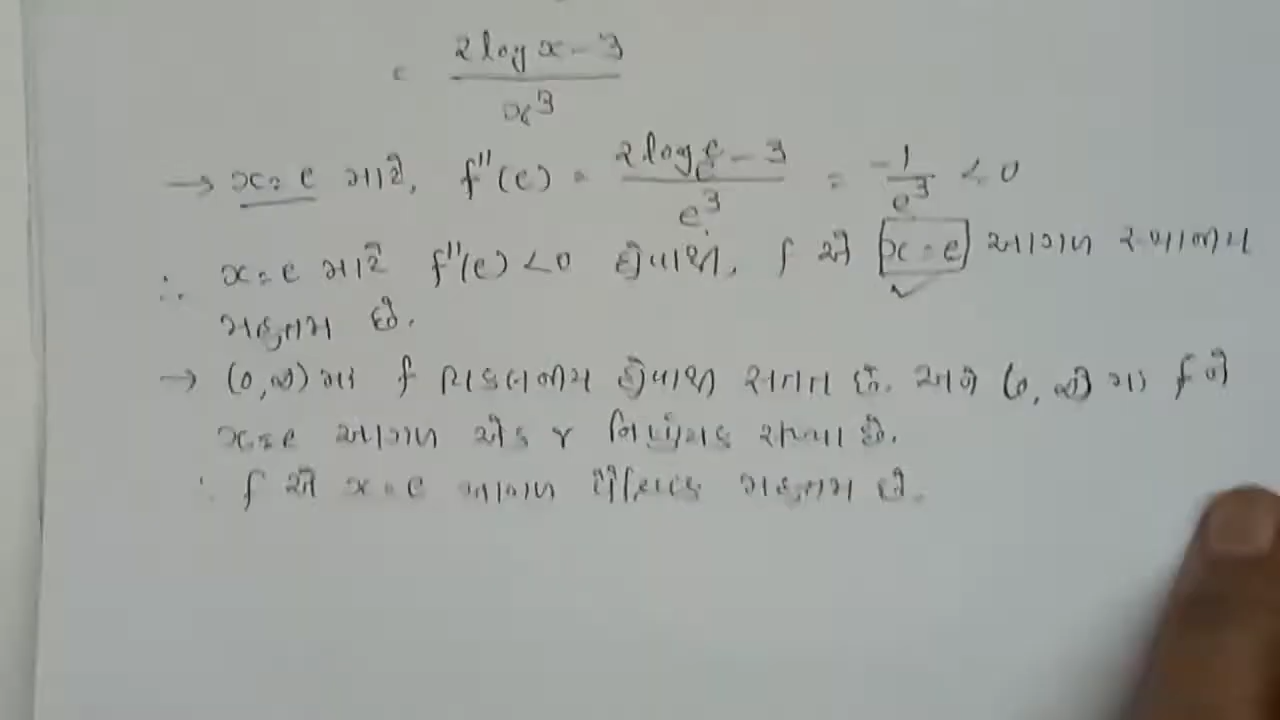 = (2 log x - 3) / x³
→ x = e માટે, f''(e) = (2 log e - 3) / e³ = -1 / e³ < 0
∴ x = e માટે f''(e) < 0 હોવાથી, f એ x = e આગળ સ્થાનીય
મહત્તમ છે.
→ (0, ∞) માં f વિકલનીય હોવાથી સતત છે. અને (0, ∞) માં f ને
x = e આગળ એક જ નિર્ણાયક સંખ્યા છે.
∴ f એ x = e આગળ વૈશ્વિક મહત્તમ છે.